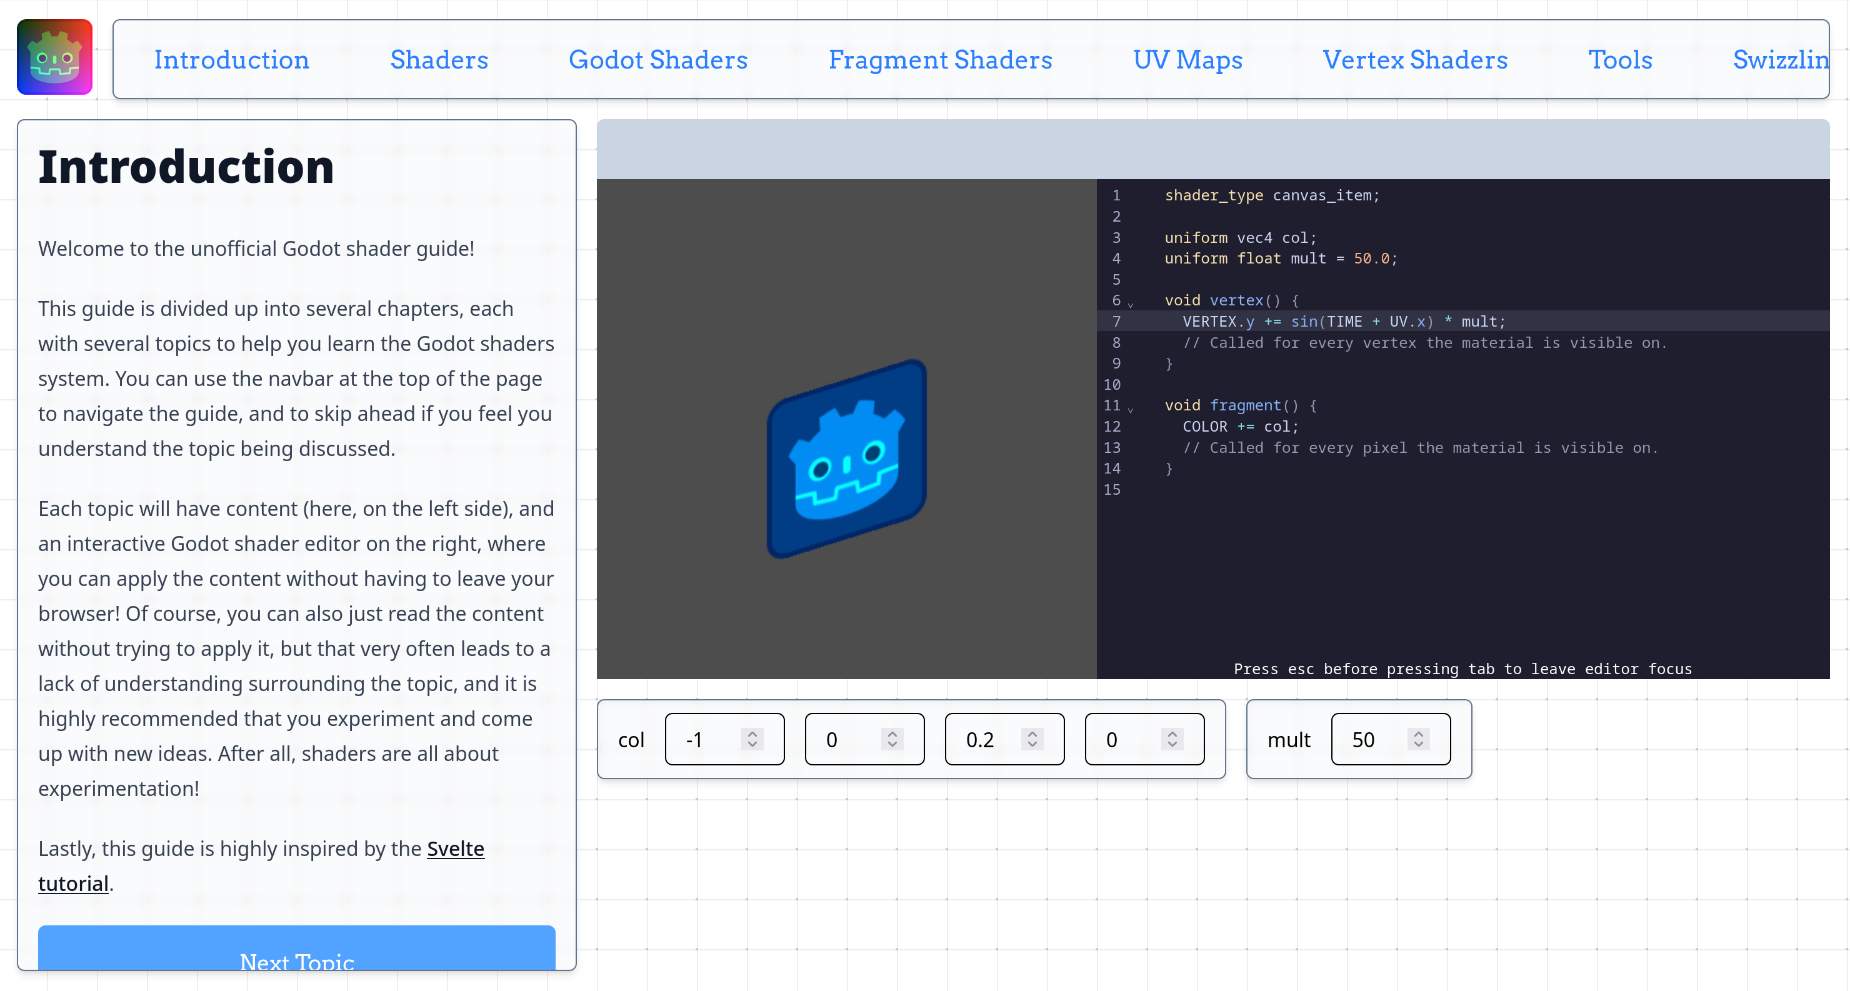 Introduction Shaders Godot Shaders Fragment Shaders UV Maps Vertex Shaders Tools Swizzlin
Introduction
Welcome to the unofficial Godot shader guide!
This guide is divided up into several chapters, each
with several topics to help you learn the Godot shaders
system. You can use the navbar at the top of the page
to navigate the guide, and to skip ahead if you feel you
understand the topic being discussed.
Each topic will have content (here, on the left side), and
an interactive Godot shader editor on the right, where
you can apply the content without having to leave your
browser! Of course, you can also just read the content
without trying to apply it, but that very often leads to a
lack of understanding surrounding the topic, and it is
highly recommended that you experiment and come
up with new ideas. After all, shaders are all about
experimentation!
Lastly, this guide is highly inspired by the Svelte
tutorial.
Next Topic
1 shader_type canvas_item;
2
3 uniform vec4 col;
4 uniform float mult = 50.0;
5
6 void vertex() {
7 VERTEX.y += sin(TIME + UV.x) * mult;
8 // Called for every vertex the material is visible on.
9 }
10
11 void fragment() {
12 COLOR += col;
13 // Called for every pixel the material is visible on.
14 }
15
Press esc before pressing tab to leave editor focus
col -1 0 0.2 0 mult 50